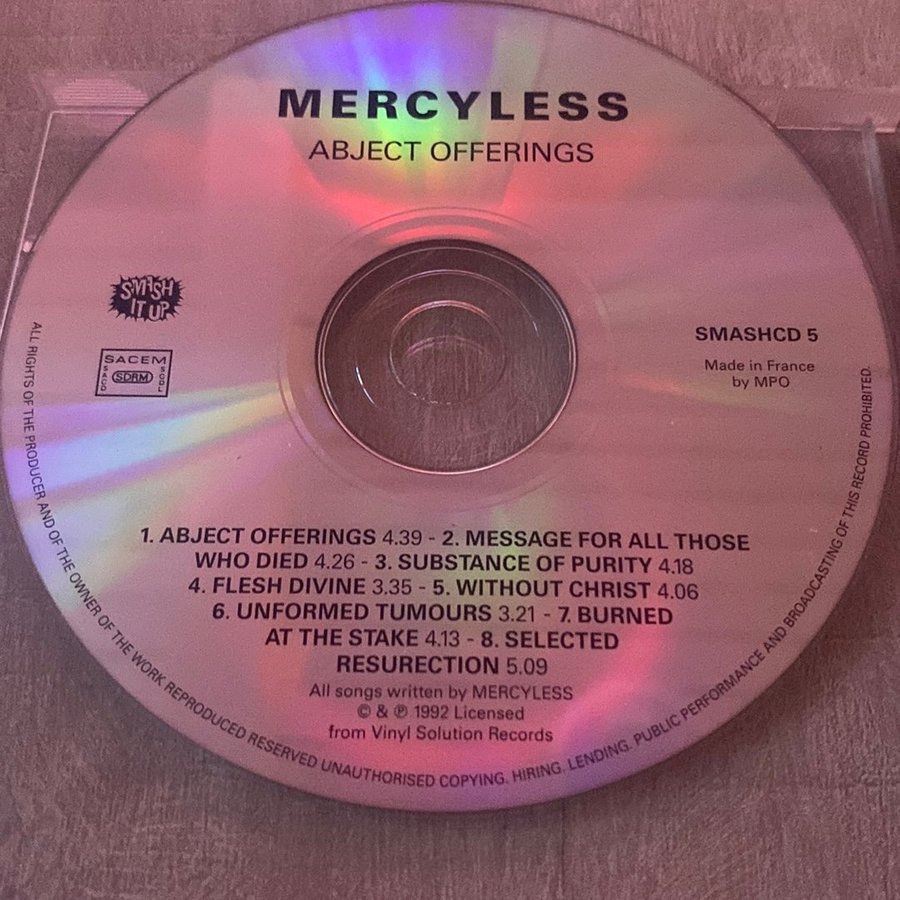 MERCYLESS
ABJECT OFFERINGS
SMASH
IT UP
SACEM
SACD
SDRM
SCDL
SMASHCD 5
Made in France
by MPO
1. ABJECT OFFERINGS 4.39 - 2. MESSAGE FOR ALL THOSE
WHO DIED 4.26 - 3. SUBSTANCE OF PURITY 4.18
4. FLESH DIVINE 3.35 - 5. WITHOUT CHRIST 4.06
6. UNFORMED TUMOURS 3.21 - 7. BURNED
AT THE STAKE 4.13 - 8. SELECTED
RESURECTION 5.09
All songs written by MERCYLESS
© & ℗ 1992 Licensed
from Vinyl Solution Records
ALL RIGHTS OF THE PRODUCER AND OF THE OWNER OF THE WORK REPRODUCED RESERVED UNAUTHORISED COPYING. HIRING. LENDING. PUBLIC PERFORMANCE AND BROADCASTING OF THIS RECORD PROHIBITED.